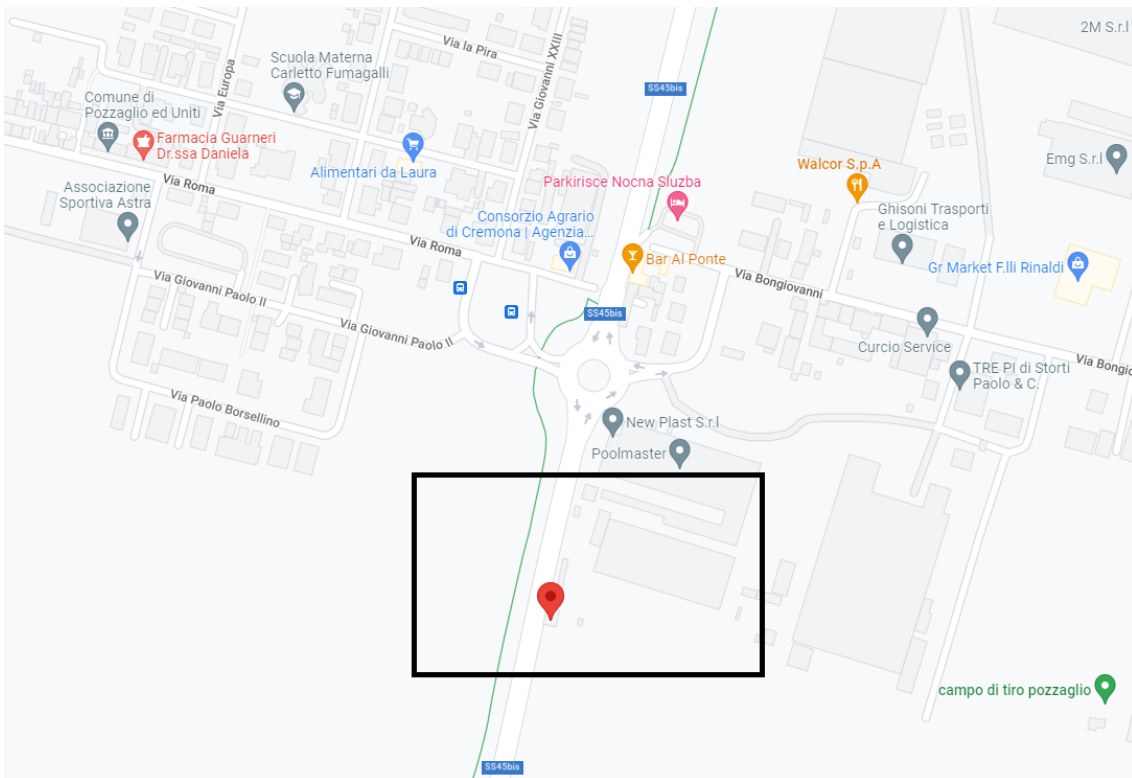 2M S.r.l
Via la Pira
Via Giovanni XXIII
Scuola Materna
Carletto Fumagalli
Via Europa
SS45bis
Comune di
Pozzaglio ed Uniti
Farmacia Guarneri
Dr.ssa Daniela
Alimentari da Laura
Walcor S.p.A
Emg S.r.l
Via Roma
Parkirisce Nocna Sluzba
Associazione
Sportiva Astra
Consorzio Agrario
di Cremona | Agenzia...
Ghisoni Trasporti
e Logistica
Via Roma
Bar Al Ponte
Gr Market F.lli Rinaldi
Via Bongiovanni
Via Giovanni Paolo II
SS45bis
Via Giovanni Paolo II
Curcio Service
Via Bongio
TRE PI di Storti
Paolo & C.
Via Paolo Borsellino
New Plast S.r.l
Poolmaster
campo di tiro pozzaglio
SS45bis